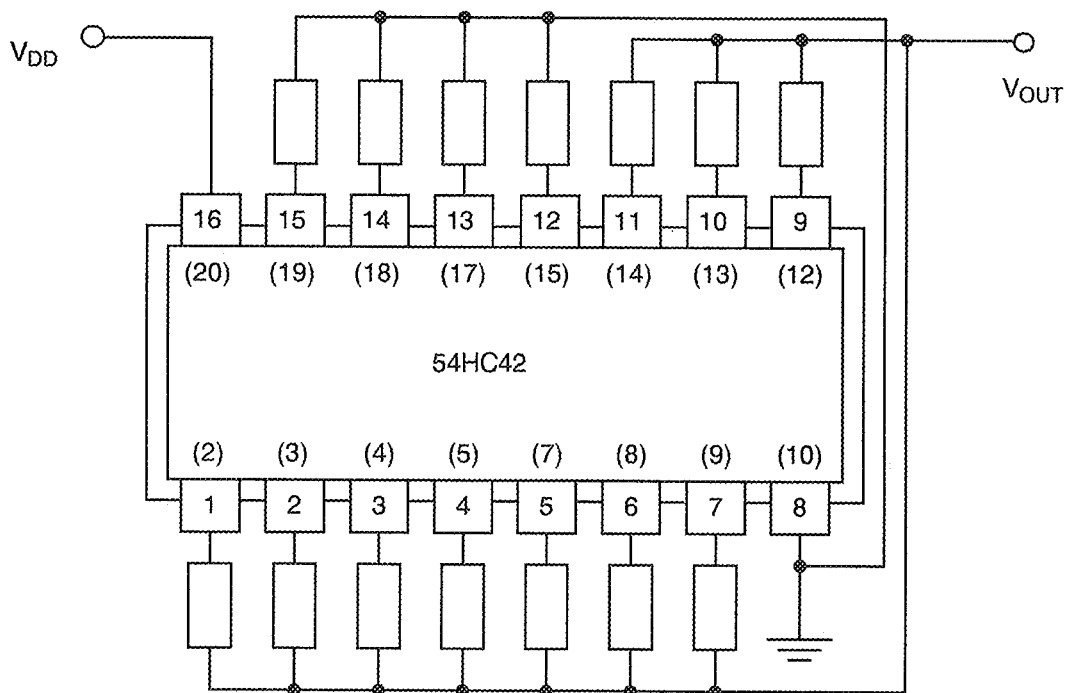 V_DD
V_OUT
16 15 14 13 12 11 10 9
(20) (19) (18) (17) (15) (14) (13) (12)
54HC42
(2) (3) (4) (5) (7) (8) (9) (10)
1 2 3 4 5 6 7 8